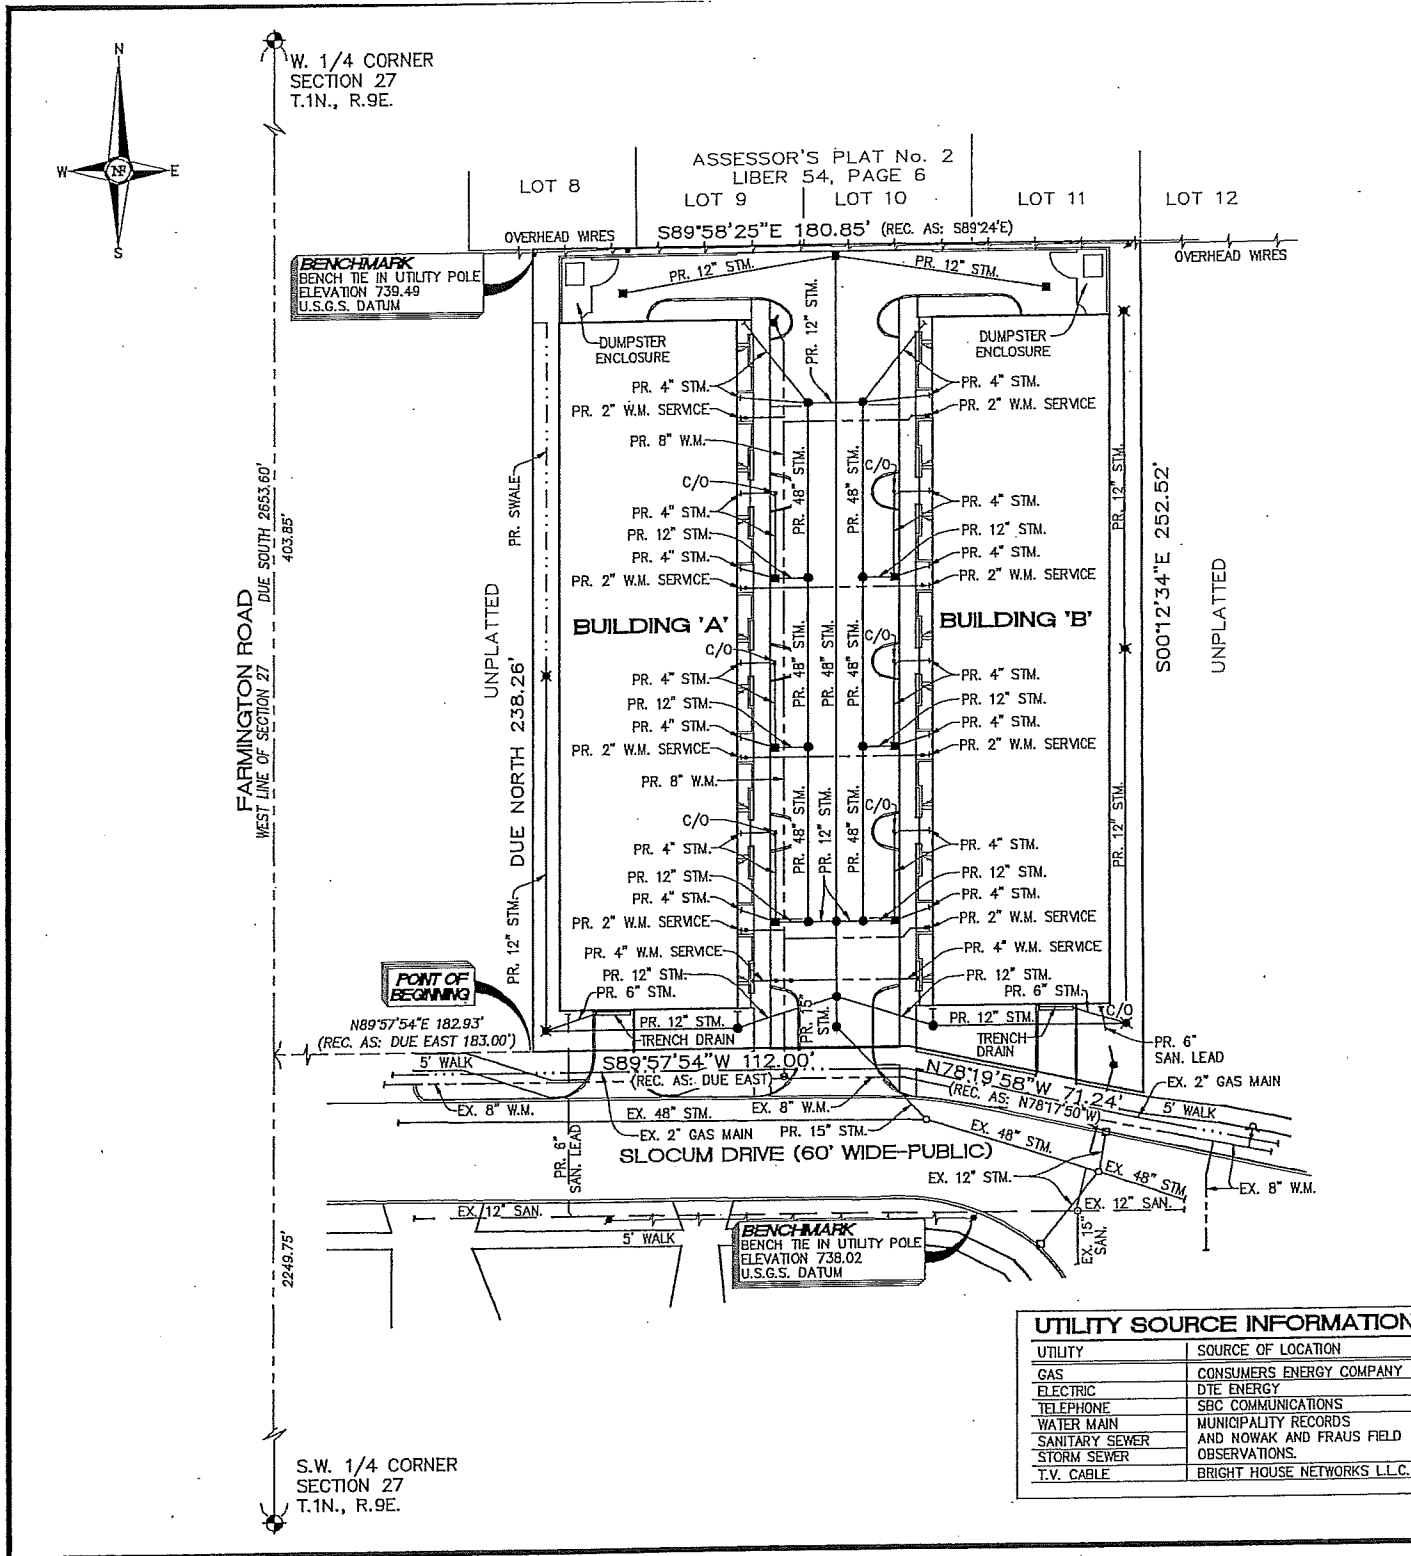 N
W
E
S
NF
W. 1/4 CORNER
SECTION 27
T.1N., R.9E.
ASSESSOR'S PLAT No. 2
LIBER 54, PAGE 6
LOT 8
LOT 9
LOT 10
LOT 11
LOT 12
OVERHEAD WIRES
S89°58'25"E 180.85' (REC. AS: S89°24'E)
OVERHEAD WIRES
BENCHMARK
BENCH TIE IN UTILITY POLE
ELEVATION 739.49
U.S.G.S. DATUM
PR. 12" STM.
PR. 12" STM.
PR. 12" STM.
DUMPSTER
ENCLOSURE
DUMPSTER
ENCLOSURE
PR. 4" STM.
PR. 4" STM.
PR. 2" W.M. SERVICE
PR. 2" W.M. SERVICE
PR. 8" W.M.
C/O
C/O
PR. 48" STM.
PR. 48" STM.
PR. 4" STM.
PR. 4" STM.
PR. 12" STM.
PR. 12" STM.
PR. 4" STM.
PR. 4" STM.
PR. 2" W.M. SERVICE
PR. 2" W.M. SERVICE
PR. SWALE
PR. 12" STM.
S00°12'34"E 252.52'
UNPLATTED
UNPLATTED
FARMINGTON ROAD
WEST LINE OF SECTION 27
DUE SOUTH 2653.60'
403.85'
DUE NORTH 238.26'
BUILDING 'A'
BUILDING 'B'
C/O
C/O
PR. 48" STM.
PR. 48" STM.
PR. 48" STM.
PR. 4" STM.
PR. 4" STM.
PR. 12" STM.
PR. 12" STM.
PR. 4" STM.
PR. 4" STM.
PR. 2" W.M. SERVICE
PR. 2" W.M. SERVICE
PR. 8" W.M.
C/O
C/O
PR. 48" STM.
PR. 12" STM.
PR. 48" STM.
PR. 12" STM.
PR. 4" STM.
PR. 4" STM.
PR. 12" STM.
PR. 12" STM.
PR. 4" STM.
PR. 4" STM.
PR. 2" W.M. SERVICE
PR. 2" W.M. SERVICE
PR. 12" STM.
PR. 4" W.M. SERVICE
PR. 4" W.M. SERVICE
PR. 12" STM.
PR. 12" STM.
PR. 6" STM.
PR. 6" STM.
POINT OF
BEGINNING
N89°57'54"E 182.93'
(REC. AS: DUE EAST 183.00')
PR. 12" STM.
TRENCH DRAIN
PR. 15"
STM.
PR. 12" STM.
TRENCH
DRAIN
C/O
PR. 6"
SAN. LEAD
5' WALK
S89°57'54"W 112.00'
(REC. AS: DUE EAST)
N78°19'58"W 71.24'
(REC. AS: N78°17'50"W)
EX. 2" GAS MAIN
5' WALK
EX. 8" W.M.
EX. 48" STM.
EX. 8" W.M.
EX. 2" GAS MAIN
PR. 15" STM.
EX. 48" STM.
PR. 6"
SAN. LEAD
SLOCUM DRIVE (60' WIDE-PUBLIC)
EX. 12" STM.
EX. 48" STM.
EX. 8" W.M.
EX. 12" SAN.
EX. 12" SAN.
EX. 15"
SAN.
5' WALK
BENCHMARK
BENCH TIE IN UTILITY POLE
ELEVATION 738.02
U.S.G.S. DATUM
2249.75'
S.W. 1/4 CORNER
SECTION 27
T.1N., R.9E.
UTILITY SOURCE INFORMATION
UTILITY SOURCE OF LOCATION
GAS CONSUMERS ENERGY COMPANY
ELECTRIC DTE ENERGY
TELEPHONE SBC COMMUNICATIONS
WATER MAIN MUNICIPALITY RECORDS
SANITARY SEWER AND NOWAK AND FRAUS FIELD
STORM SEWER OBSERVATIONS.
T.V. CABLE BRIGHT HOUSE NETWORKS L.L.C.